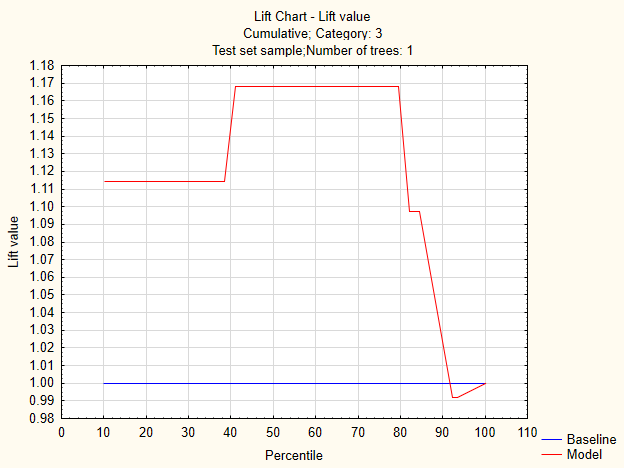 Lift Chart - Lift value
Cumulative; Category: 3
Test set sample;Number of trees: 1
1.18
1.17
1.16
1.15
1.14
1.13
1.12
1.11
1.10
1.09
1.08
1.07
1.06
1.05
1.04
1.03
1.02
1.01
1.00
0.99
0.98
Lift value
0 10 20 30 40 50 60 70 80 90 100 110
Percentile
Baseline
Model